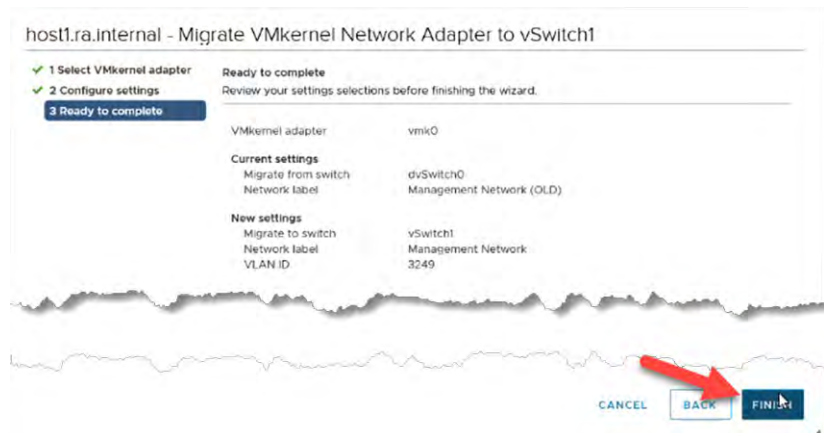 host1.ra.internal - Migrate VMkernel Network Adapter to vSwitch1
1 Select VMkernel adapter
2 Configure settings
3 Ready to complete
Ready to complete
Review your settings selections before finishing the wizard.
VMkernel adapter vmk0
Current settings
Migrate from switch dvSwitch0
Network label Management Network (OLD)
New settings
Migrate to switch vSwitch1
Network label Management Network
VLAN ID 3249
CANCEL BACK FINISH